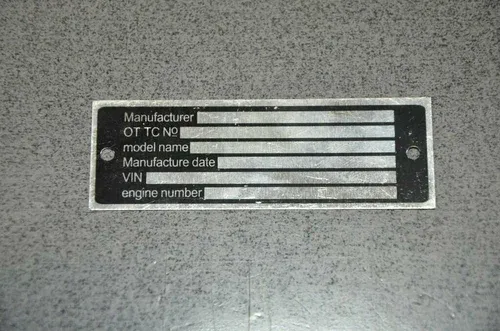 Manufacturer
OT TC №
model name
Manufacture date
VIN
engine number